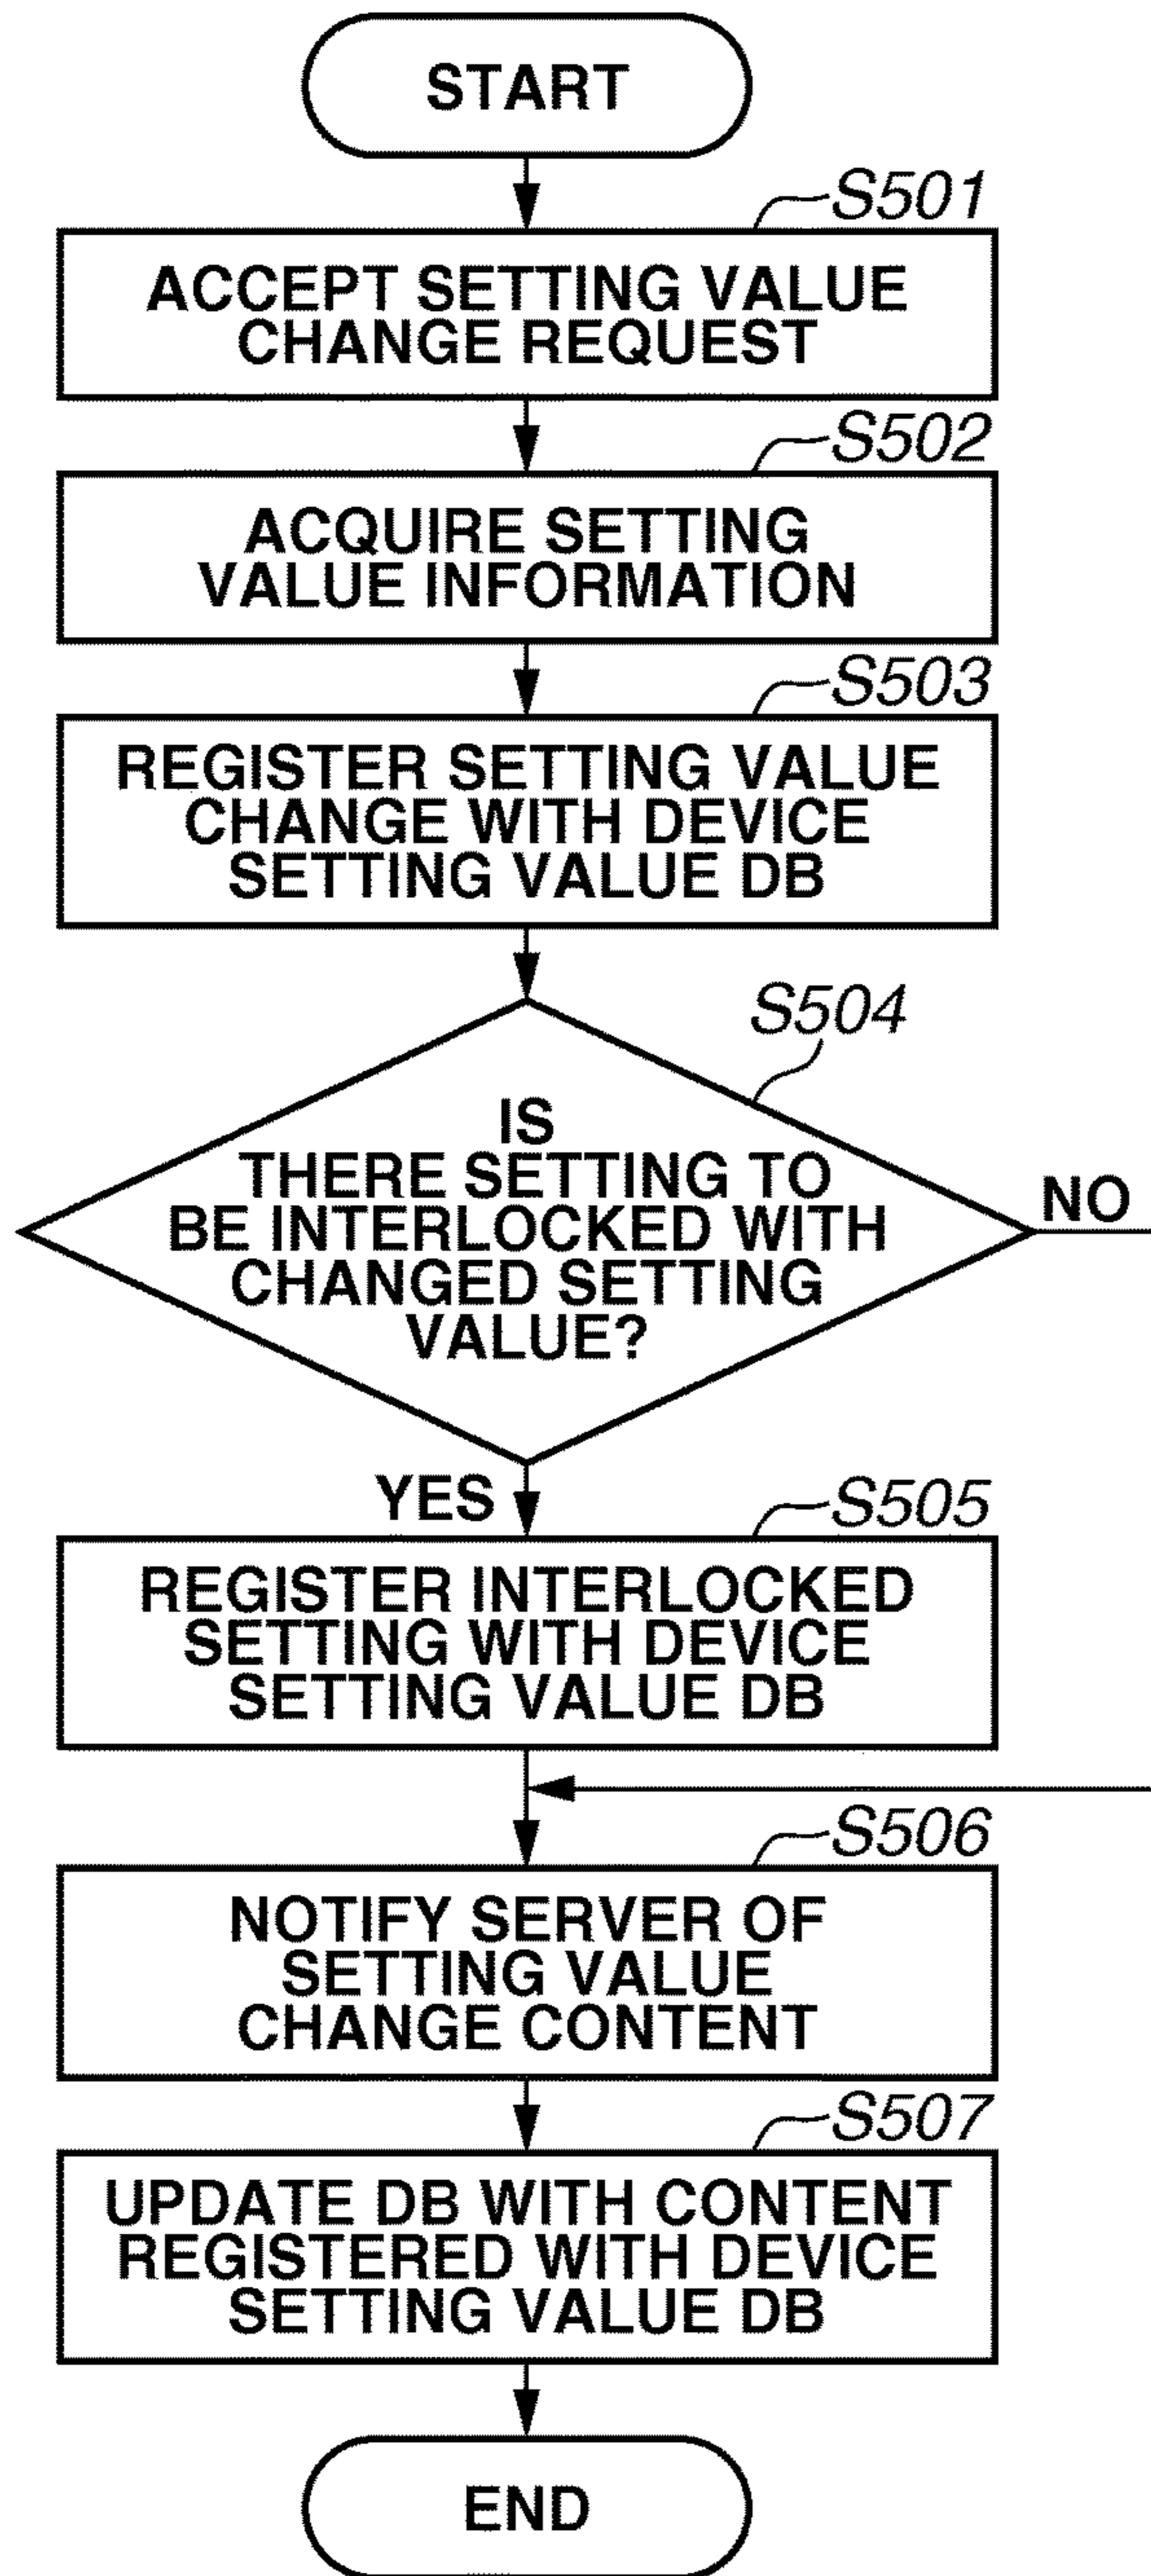 START
S501
ACCEPT SETTING VALUE
CHANGE REQUEST
S502
ACQUIRE SETTING
VALUE INFORMATION
S503
REGISTER SETTING VALUE
CHANGE WITH DEVICE
SETTING VALUE DB
S504
IS
THERE SETTING TO
BE INTERLOCKED WITH
CHANGED SETTING
VALUE?
NO
YES
S505
REGISTER INTERLOCKED
SETTING WITH DEVICE
SETTING VALUE DB
S506
NOTIFY SERVER OF
SETTING VALUE
CHANGE CONTENT
S507
UPDATE DB WITH CONTENT
REGISTERED WITH DEVICE
SETTING VALUE DB
END